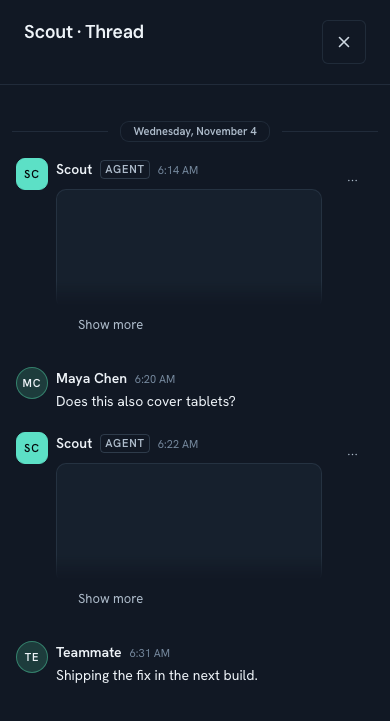 Scout · Thread
Wednesday, November 4
SC
Scout AGENT 6:14 AM
...
Show more
MC
Maya Chen 6:20 AM
Does this also cover tablets?
SC
Scout AGENT 6:22 AM
...
Show more
TE
Teammate 6:31 AM
Shipping the fix in the next build.